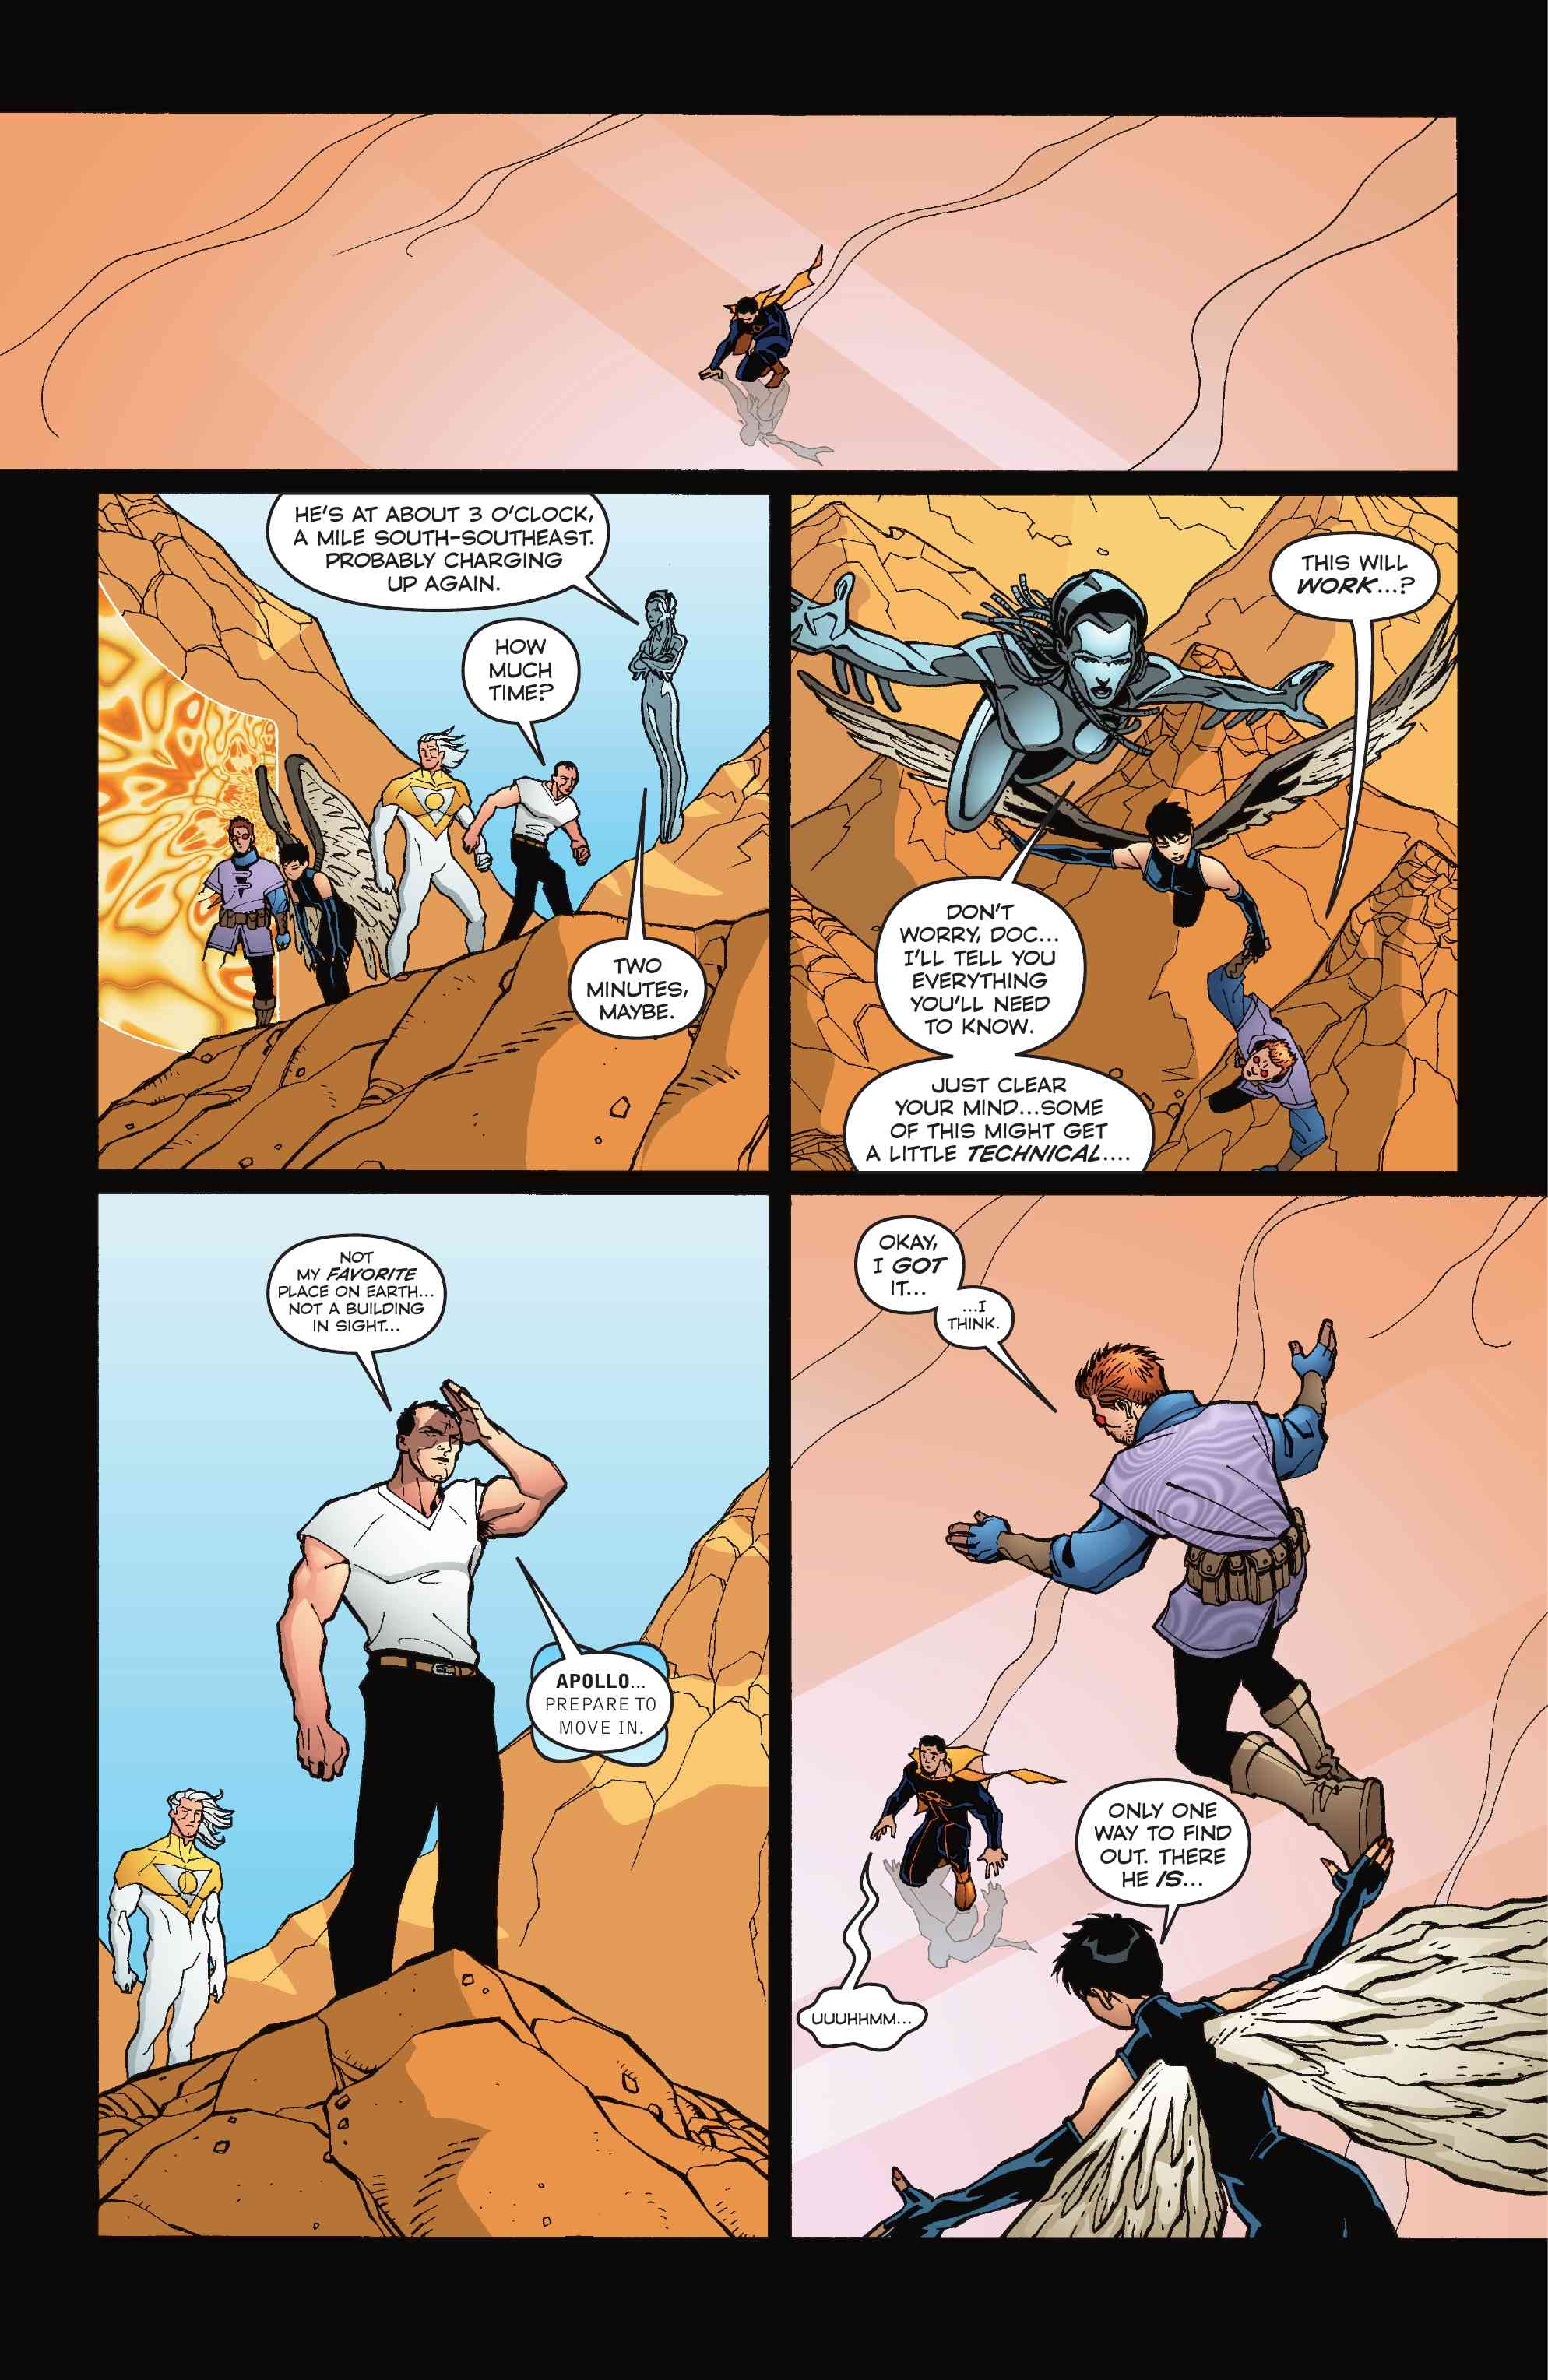 HE'S AT ABOUT 3 O'CLOCK,
A MILE SOUTH-SOUTHEAST.
PROBABLY CHARGING
UP AGAIN.
HOW
MUCH
TIME?
TWO
MINUTES,
MAYBE.
THIS WILL
WORK...?
DON'T
WORRY, DOC...
I'LL TELL YOU
EVERYTHING
YOU'LL NEED
TO KNOW.
JUST CLEAR
YOUR MIND...SOME
OF THIS MIGHT GET
A LITTLE TECHNICAL....
NOT
MY FAVORITE
PLACE ON EARTH...
NOT A BUILDING
IN SIGHT...
APOLLO...
PREPARE TO
MOVE IN.
OKAY,
I GOT
IT...
...I
THINK.
ONLY ONE
WAY TO FIND
OUT. THERE
HE IS...
UUUHHMM...